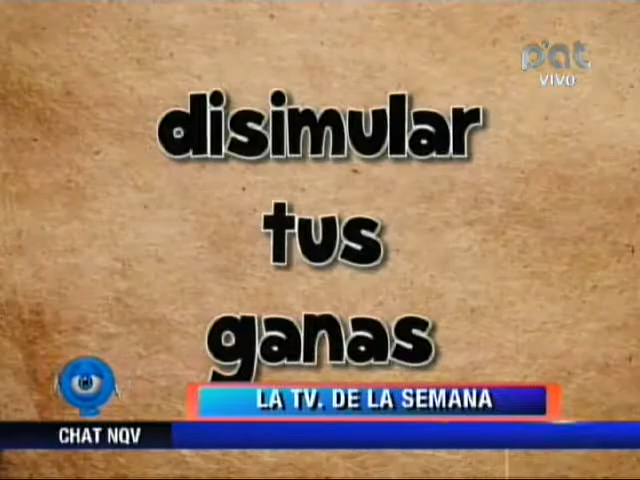 pat
VIVO
disimular
tus
ganas
LA TV. DE LA SEMANA
CHAT NQV